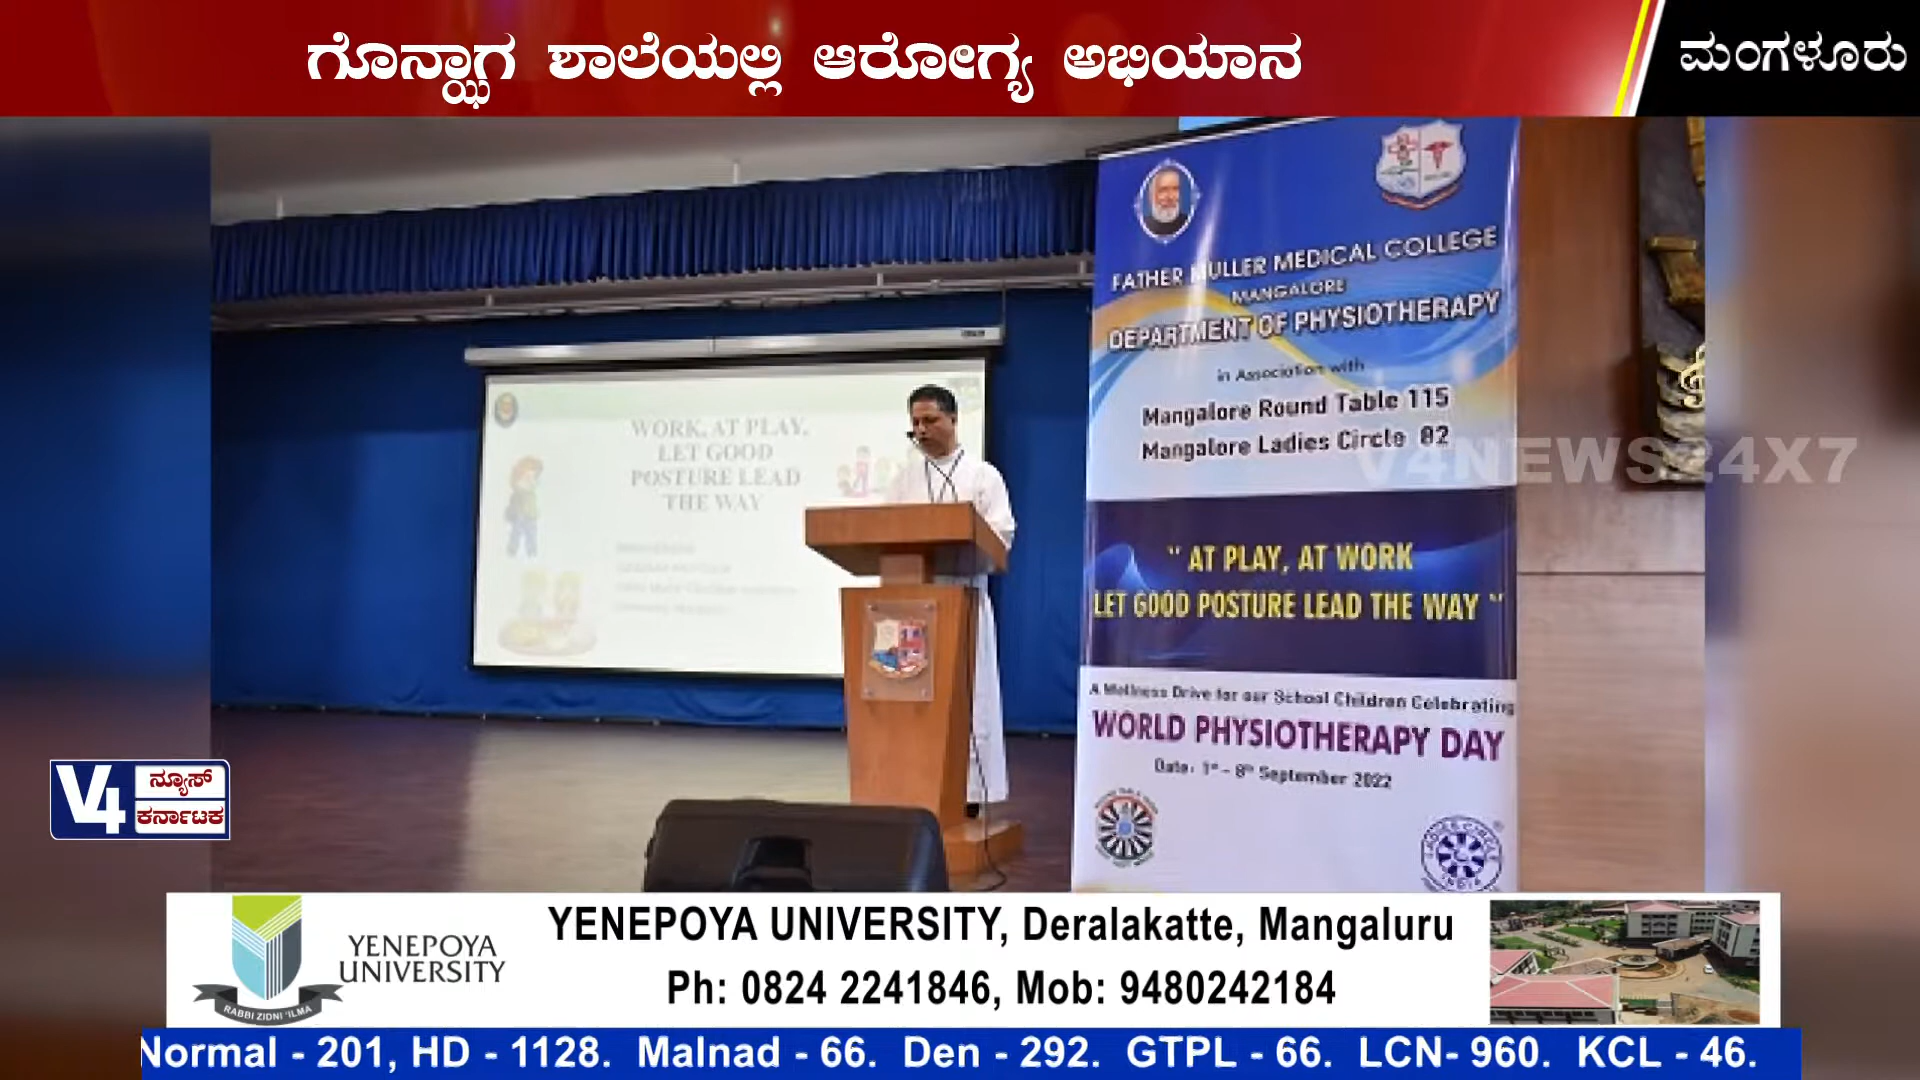 ಗೊನ್ಝಾಗ ಶಾಲೆಯಲ್ಲಿ ಆರೋಗ್ಯ ಅಭಿಯಾನ
ಮಂಗಳೂರು
FATHER MULLER MEDICAL COLLEGE
MANGALORE
DEPARTMENT OF PHYSIOTHERAPY
in Association with
Mangalore Round Table 115
Mangalore Ladies Circle 82
V4NEWS24X7
WORK, AT PLAY,
LET GOOD
POSTURE LEAD
THE WAY
" AT PLAY, AT WORK
LET GOOD POSTURE LEAD THE WAY "
A Wellness Drive for our School Children Celebrating
WORLD PHYSIOTHERAPY DAY
Date: 1st - 8th September 2022
V4 ನ್ಯೂಸ್
ಕರ್ನಾಟಕ
YENEPOYA
UNIVERSITY
RABBI ZIDNI 'ILMA
YENEPOYA UNIVERSITY, Deralakatte, Mangaluru
Ph: 0824 2241846, Mob: 9480242184
Normal - 201, HD - 1128. Malnad - 66. Den - 292. GTPL - 66. LCN- 960. KCL - 46.